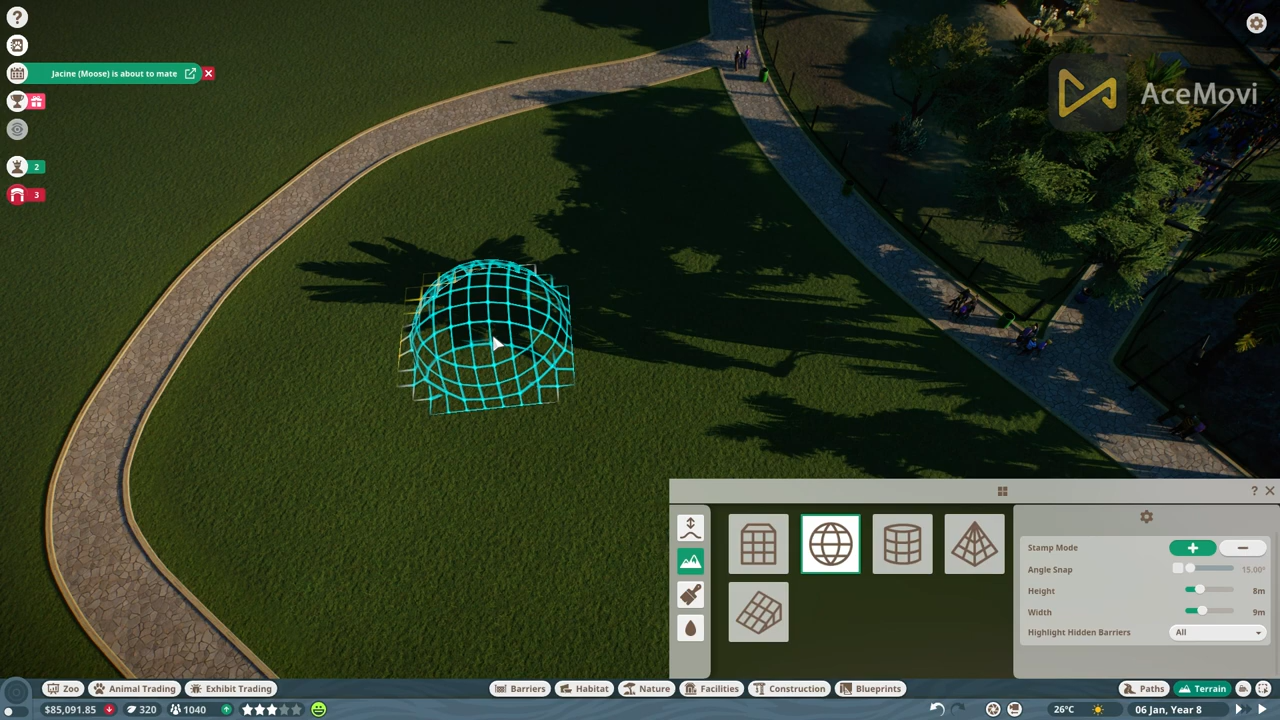 ?
Jacine (Moose) is about to mate
AceMovi
2
3
?
Stamp Mode
+
−
Angle Snap
15.00°
Height
8m
Width
9m
Highlight Hidden Barriers
All
Zoo
Animal Trading
Exhibit Trading
Barriers
Habitat
Nature
Facilities
Construction
Blueprints
Paths
Terrain
$85,091.85
320
1040
26°C
06 Jan, Year 8